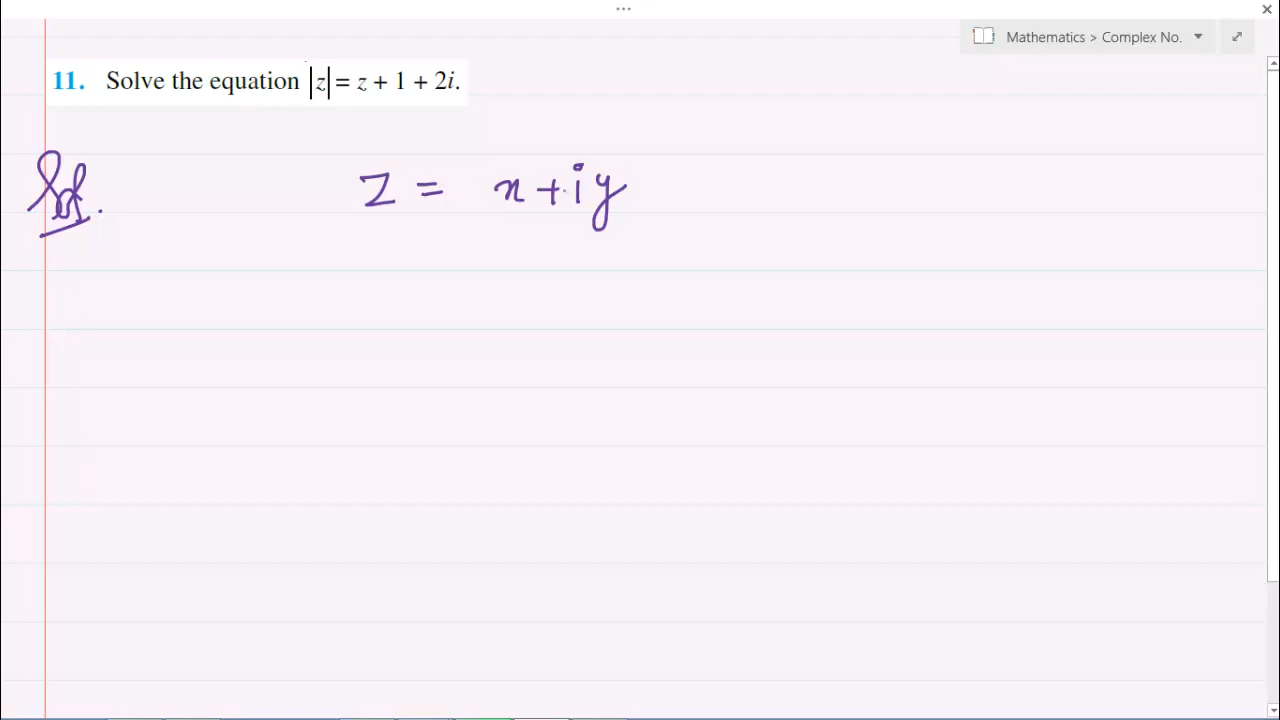 Mathematics > Complex No.
11. Solve the equation |z| = z + 1 + 2i.
Sol.
z = x + iy